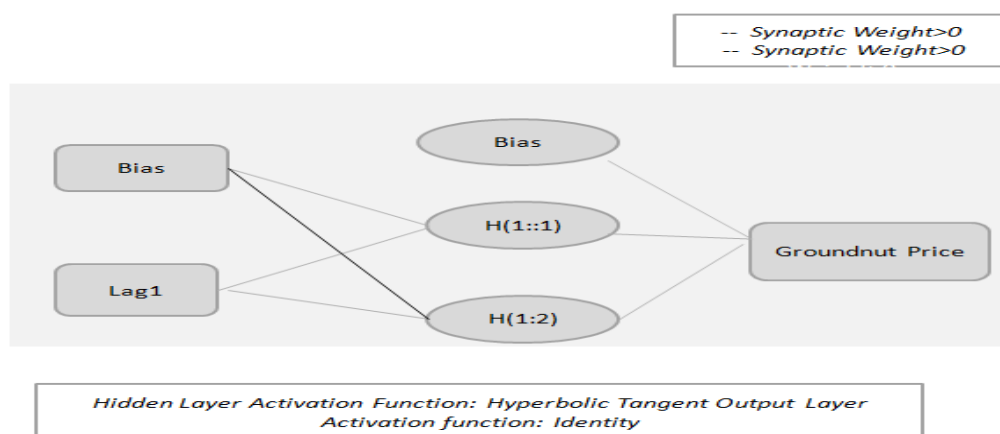 -- Synaptic Weight>0
-- Synaptic Weight>0
Bias
Bias
H(1::1)
Groundnut Price
Lag1
H(1:2)
Hidden Layer Activation Function: Hyperbolic Tangent Output Layer
Activation function: Identity